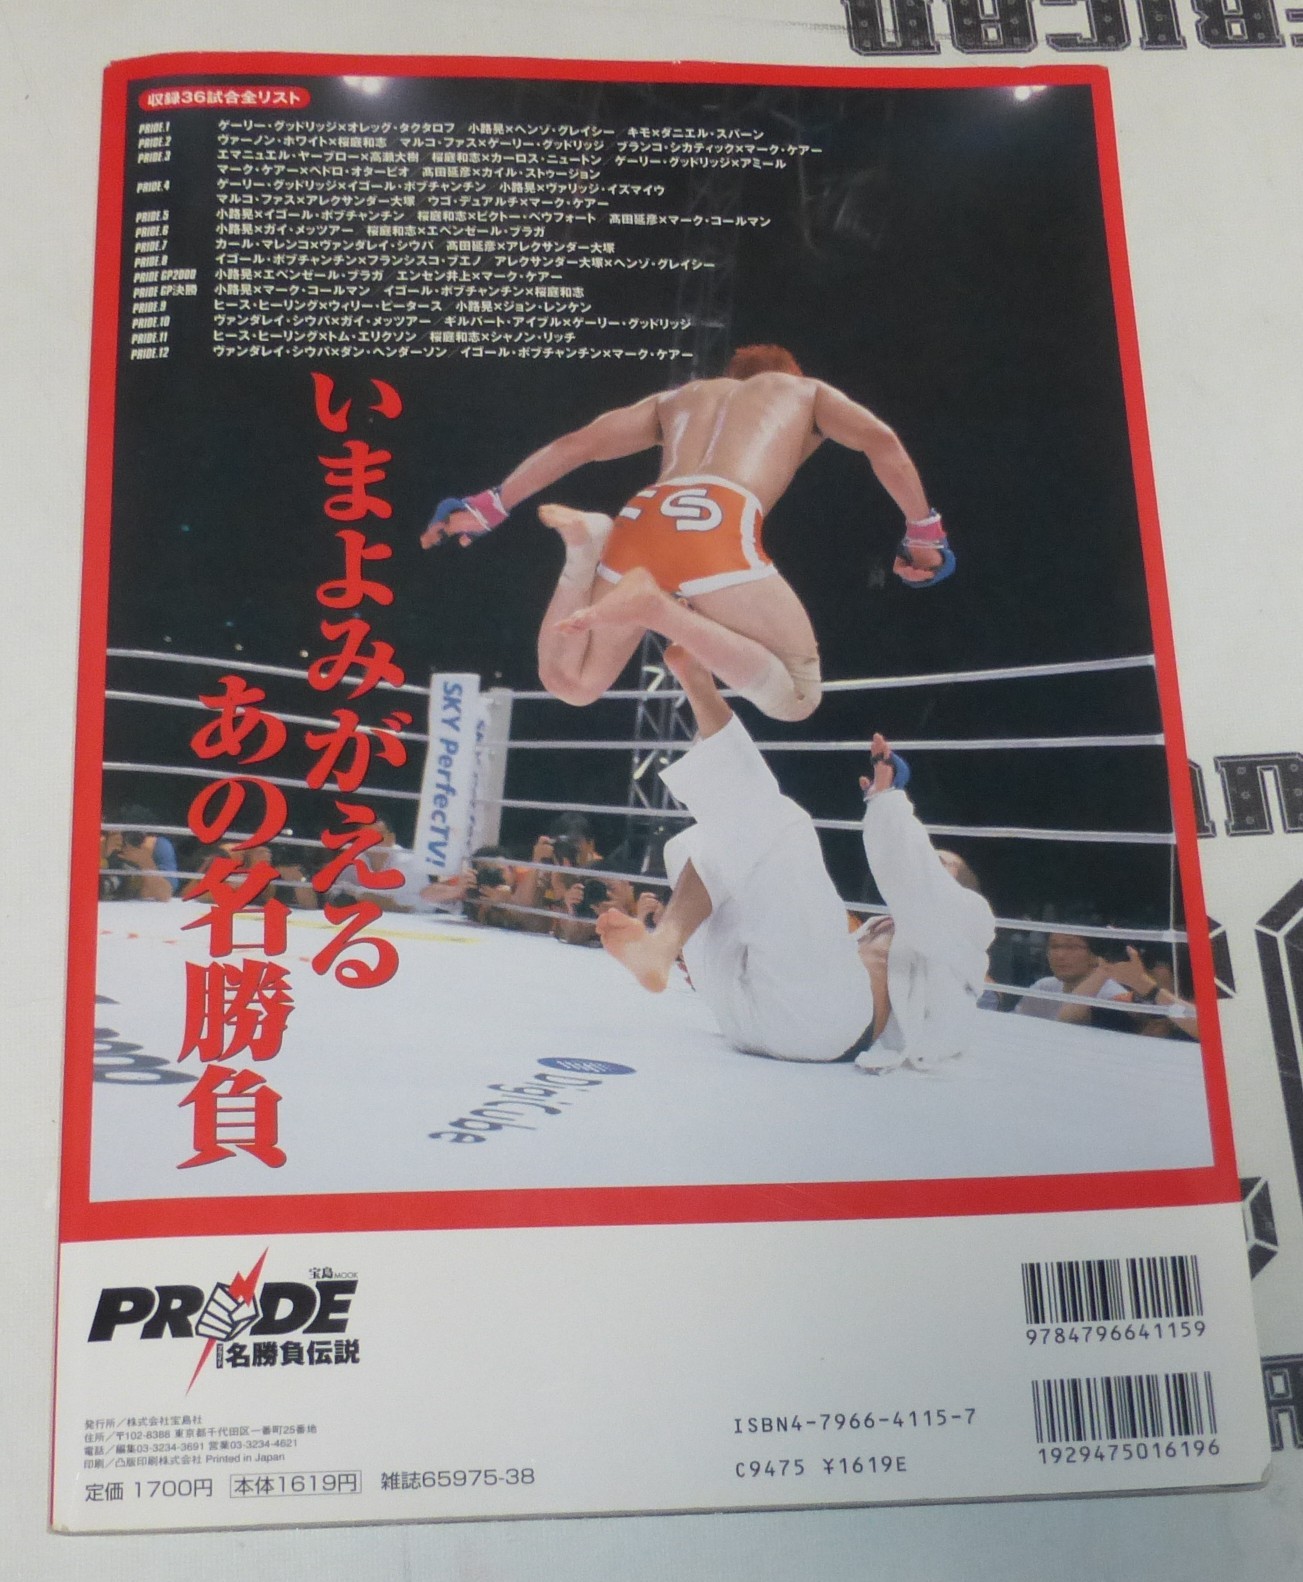 収録36試合全リスト
PRIDE.1 ゲーリー・グッドリッジ×オレッグ・タクタロフ／小路晃×ヘンゾ・グレイシー／キモ×ダニエル・スパーン
PRIDE.2 ヴァーノン・ホワイト×桜庭和志／マルコ・ファス×ゲーリー・グッドリッジ／ブランコ・シカティック×マーク・ケアー
PRIDE.3 エマニュエル・ヤーブロー×高瀬大樹／桜庭和志×カーロス・ニュートン／ゲーリー・グッドリッジ×アミール
マーク・ケアー×ペドロ・オタービオ／高田延彦×カイル・ストゥージョン
PRIDE.4 ゲーリー・グッドリッジ×イゴール・ボブチャンチン／小路晃×ヴァリッジ・イズマイウ
マルコ・ファス×アレクサンダー大塚／ウゴ・デュアルチ×マーク・ケアー
PRIDE.5 小路晃×イゴール・ボブチャンチン／桜庭和志×ビクトー・ベウフォート／高田延彦×マーク・コールマン
PRIDE.6 小路晃×ガイ・メッツアー／桜庭和志×エベンゼール・ブラガ
PRIDE.7 カール・マレンコ×ヴァンダレイ・シウバ／高田延彦×アレクサンダー大塚
PRIDE.8 イゴール・ボブチャンチン×フランシスコ・ブエノ／アレクサンダー大塚×ヘンゾ・グレイシー
PRIDE GP2000 小路晃×エベンゼール・ブラガ／エンセン井上×マーク・ケアー
PRIDE GP決勝 小路晃×マーク・コールマン／イゴール・ボブチャンチン×桜庭和志
PRIDE.9 ヒース・ヒーリング×ウィリー・ピータース／小路晃×ジョン・レンケン
PRIDE.10 ヴァンダレイ・シウバ×ガイ・メッツアー／ギルバート・アイブル×ゲーリー・グッドリッジ
PRIDE.11 ヒース・ヒーリング×トム・エリクソン／桜庭和志×シャノン・リッチ
PRIDE.12 ヴァンダレイ・シウバ×ダン・ヘンダーソン／イゴール・ボブチャンチン×マーク・ケアー
いまよみがえる
あの名勝負
SKY PerfecTV!
DigiCube
宝島MOOK
PRIDE
名勝負伝説
発行所／株式会社宝島社
住所／〒102-8388 東京都千代田区一番町25番地
電話／編集03-3234-3691 営業03-3234-4621
印刷／凸版印刷株式会社 Printed in Japan
定価 1700円 本体1619円 雑誌65975-38
ISBN4-7966-4115-7
C9475 ¥1619E
9784796641159
1929475016196